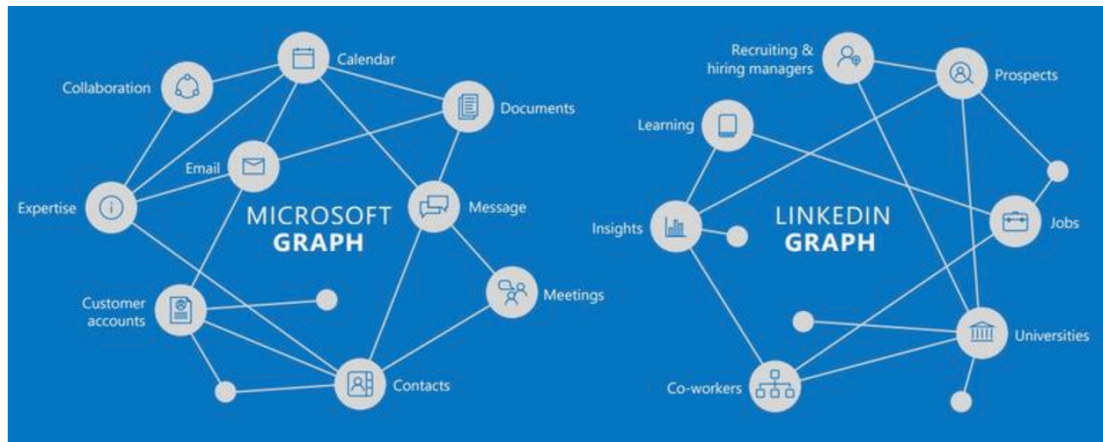 Calendar
Collaboration
Documents
Email
Expertise
MICROSOFT
GRAPH
Message
Customer
accounts
Meetings
Contacts
Recruiting &
hiring managers
Prospects
Learning
Insights
LINKEDIN
GRAPH
Jobs
Universities
Co-workers